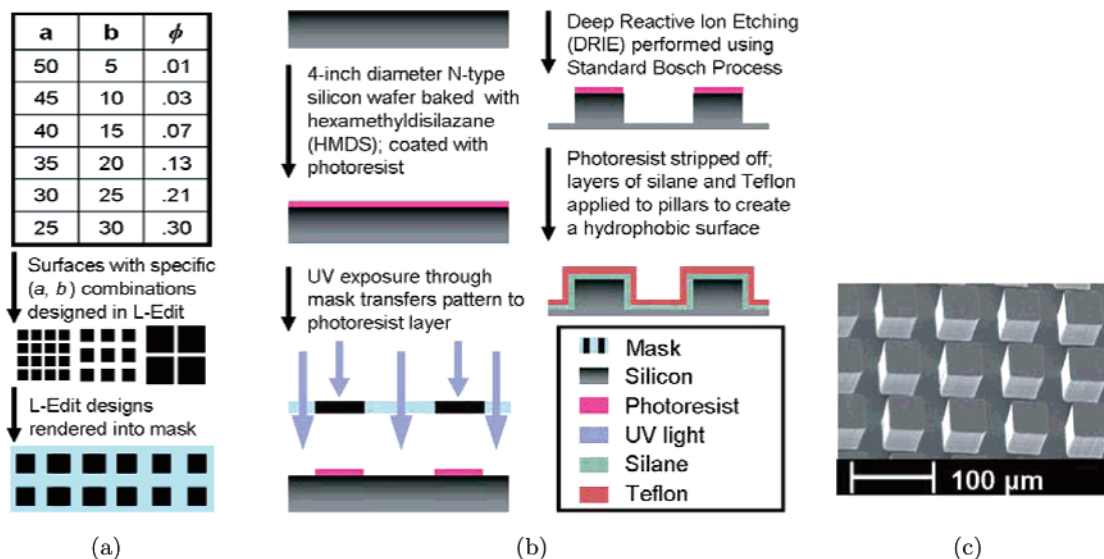 a b ϕ
50 5 .01
45 10 .03
40 15 .07
35 20 .13
30 25 .21
25 30 .30
Surfaces with specific
(a, b ) combinations
designed in L-Edit
L-Edit designs
rendered into mask
(a)
4-inch diameter N-type
silicon wafer baked with
hexamethyldisilazane
(HMDS); coated with
photoresist
UV exposure through
mask transfers pattern to
photoresist layer
Deep Reactive Ion Etching
(DRIE) performed using
Standard Bosch Process
Photoresist stripped off;
layers of silane and Teflon
applied to pillars to create
a hydrophobic surface
Mask
Silicon
Photoresist
UV light
Silane
Teflon
(b)
100 µm
(c)